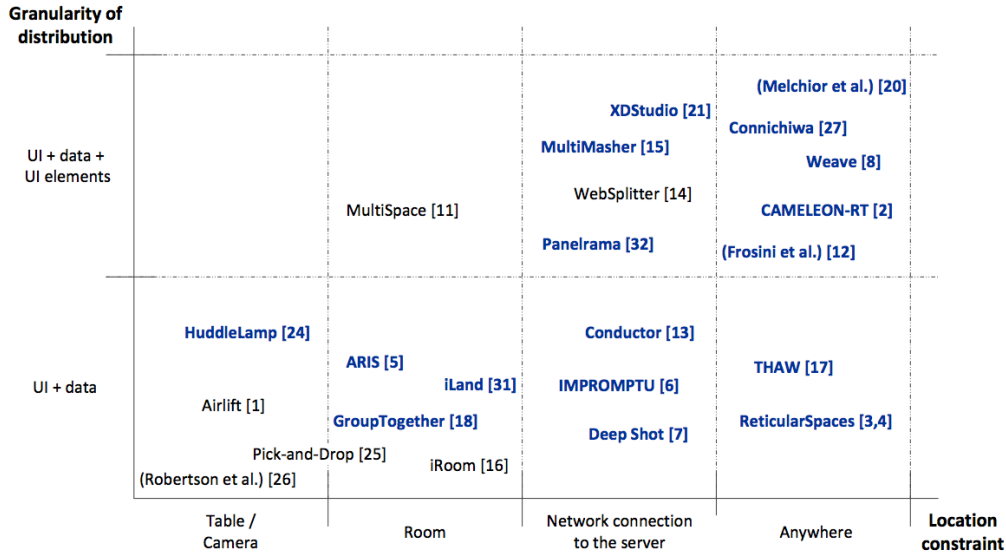 Granularity of
distribution
(Melchior et al.) [20]
XDStudio [21]
Connichiwa [27]
MultiMasher [15]
UI + data +
UI elements
Weave [8]
WebSplitter [14]
MultiSpace [11]
CAMELEON-RT [2]
Panelrama [32]
(Frosini et al.) [12]
HuddleLamp [24]
Conductor [13]
ARIS [5]
THAW [17]
UI + data
iLand [31]
IMPROMPTU [6]
Airlift [1]
GroupTogether [18]
ReticularSpaces [3,4]
Deep Shot [7]
Pick-and-Drop [25]
iRoom [16]
(Robertson et al.) [26]
Table /
Camera
Room
Network connection
to the server
Anywhere
Location
constraint